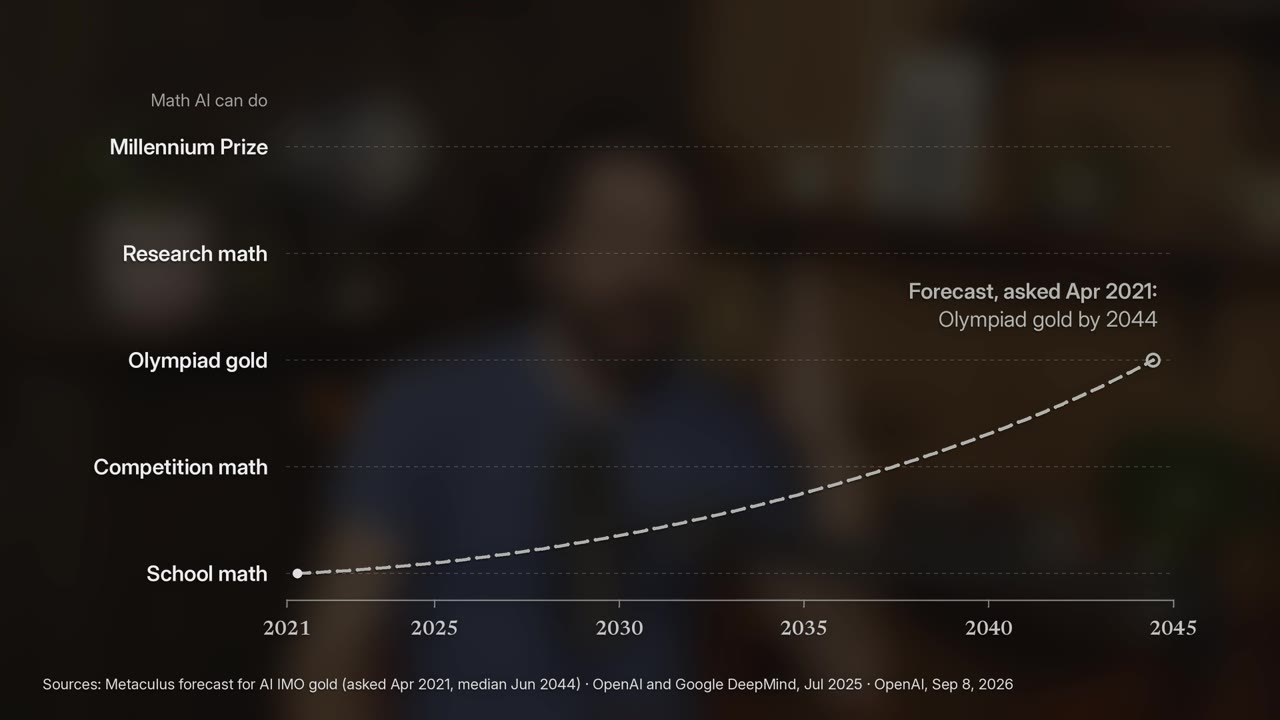 Math AI can do
Millennium Prize
Research math
Forecast, asked Apr 2021:
Olympiad gold by 2044
Olympiad gold
Competition math
School math
2021 2025 2030 2035 2040 2045
Sources: Metaculus forecast for AI IMO gold (asked Apr 2021, median Jun 2044) · OpenAI and Google DeepMind, Jul 2025 · OpenAI, Sep 8, 2026